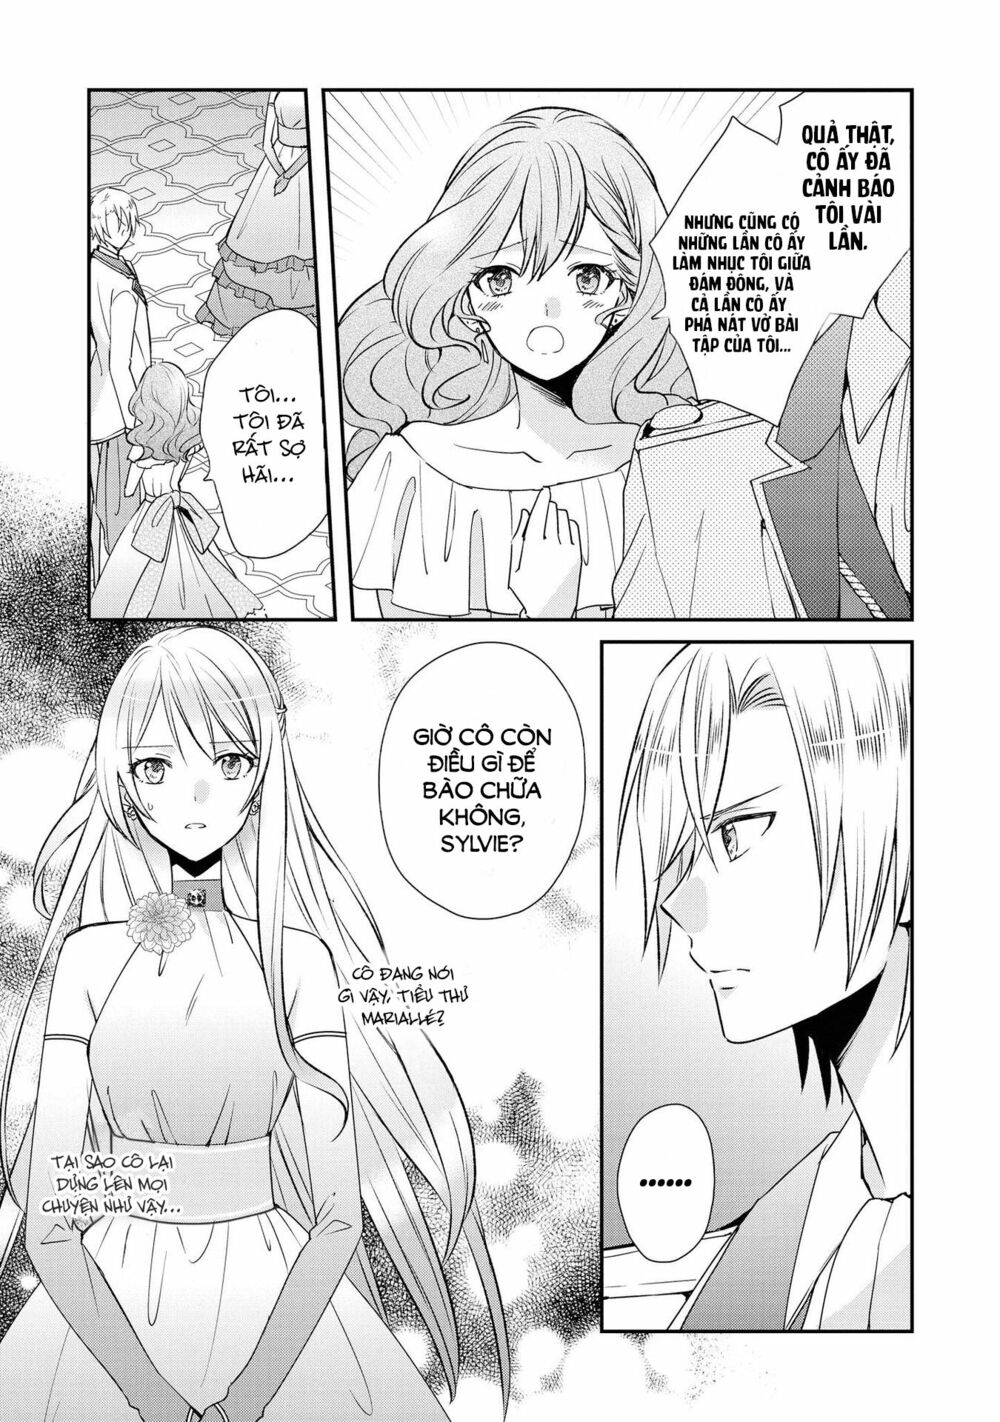 QUẢ THẬT,
CÔ ẤY ĐÃ
CẢNH BÁO
TÔI VÀI
LẦN.
NHƯNG CŨNG CÓ
NHỮNG LẦN CÔ ẤY
LÀM NHỤC TÔI GIỮA
ĐÁM ĐÔNG, VÀ
CẢ LẦN CÔ ẤY
PHÁ NÁT VỞ BÀI
TẬP CỦA TÔI...
TÔI...
TÔI ĐÃ
RẤT SỢ
HÃI...
GIỜ CÔ CÒN
ĐIỀU GÌ ĐỂ
BÀO CHỮA
KHÔNG,
SYLVIE?
CÔ ĐANG NÓI
GÌ VẬY, TIỂU THƯ
MARIALLÉ?
TẠI SAO CÔ LẠI
DỰNG LÊN MỌI
CHUYỆN NHƯ VẬY...
......